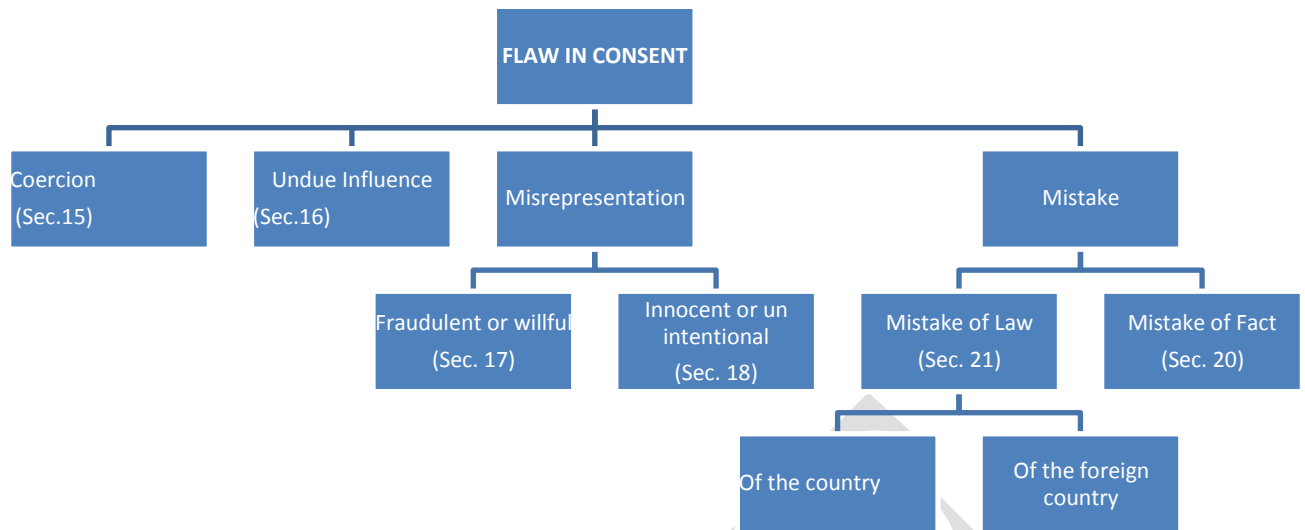 FLAW IN CONSENT
Coercion
(Sec.15)
Undue Influence
(Sec.16)
Misrepresentation
Mistake
Fraudulent or willful
(Sec. 17)
Innocent or un
intentional
(Sec. 18)
Mistake of Law
(Sec. 21)
Mistake of Fact
(Sec. 20)
Of the country
Of the foreign
country